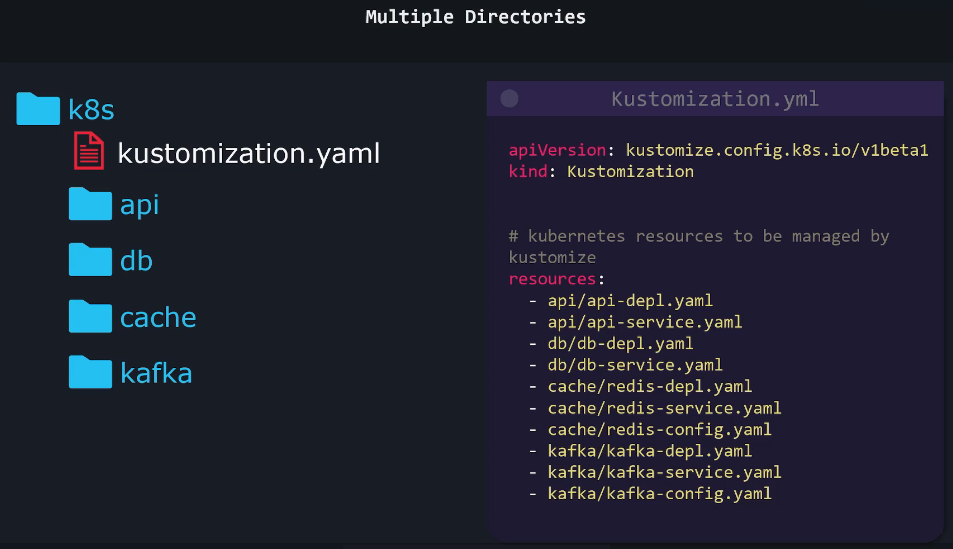 Multiple Directories
k8s
kustomization.yaml
api
db
cache
kafka
Kustomization.yml
apiVersion: kustomize.config.k8s.io/v1beta1
kind: Kustomization
# kubernetes resources to be managed by
kustomize
resources:
- api/api-depl.yaml
- api/api-service.yaml
- db/db-depl.yaml
- db/db-service.yaml
- cache/redis-depl.yaml
- cache/redis-service.yaml
- cache/redis-config.yaml
- kafka/kafka-depl.yaml
- kafka/kafka-service.yaml
- kafka/kafka-config.yaml